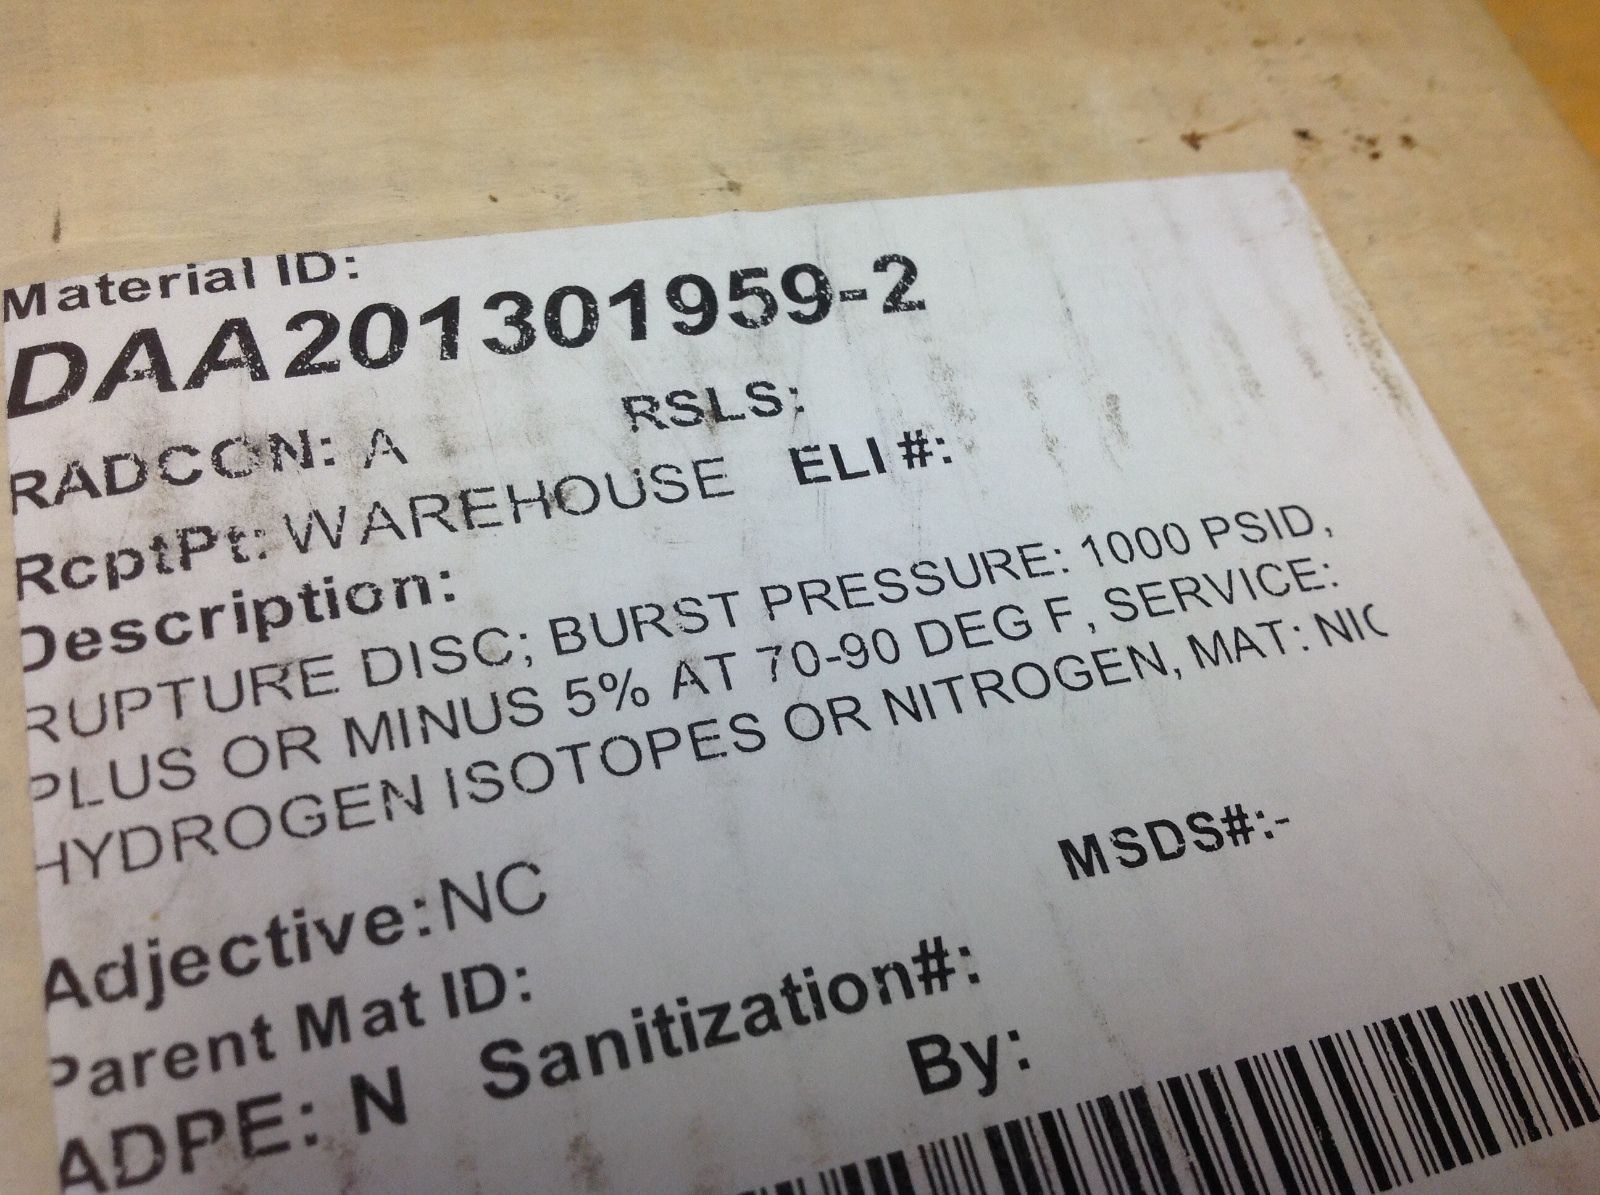 Material ID:
DAA201301959-2
RADCON: A RSLS:
RcptPt: WAREHOUSE ELI #:
Description:
RUPTURE DISC; BURST PRESSURE: 1000 PSID,
PLUS OR MINUS 5% AT 70-90 DEG F, SERVICE:
HYDROGEN ISOTOPES OR NITROGEN, MAT: NIC
Adjective:NC MSDS#:-
Parent Mat ID:
ADPE: N Sanitization#:
By: